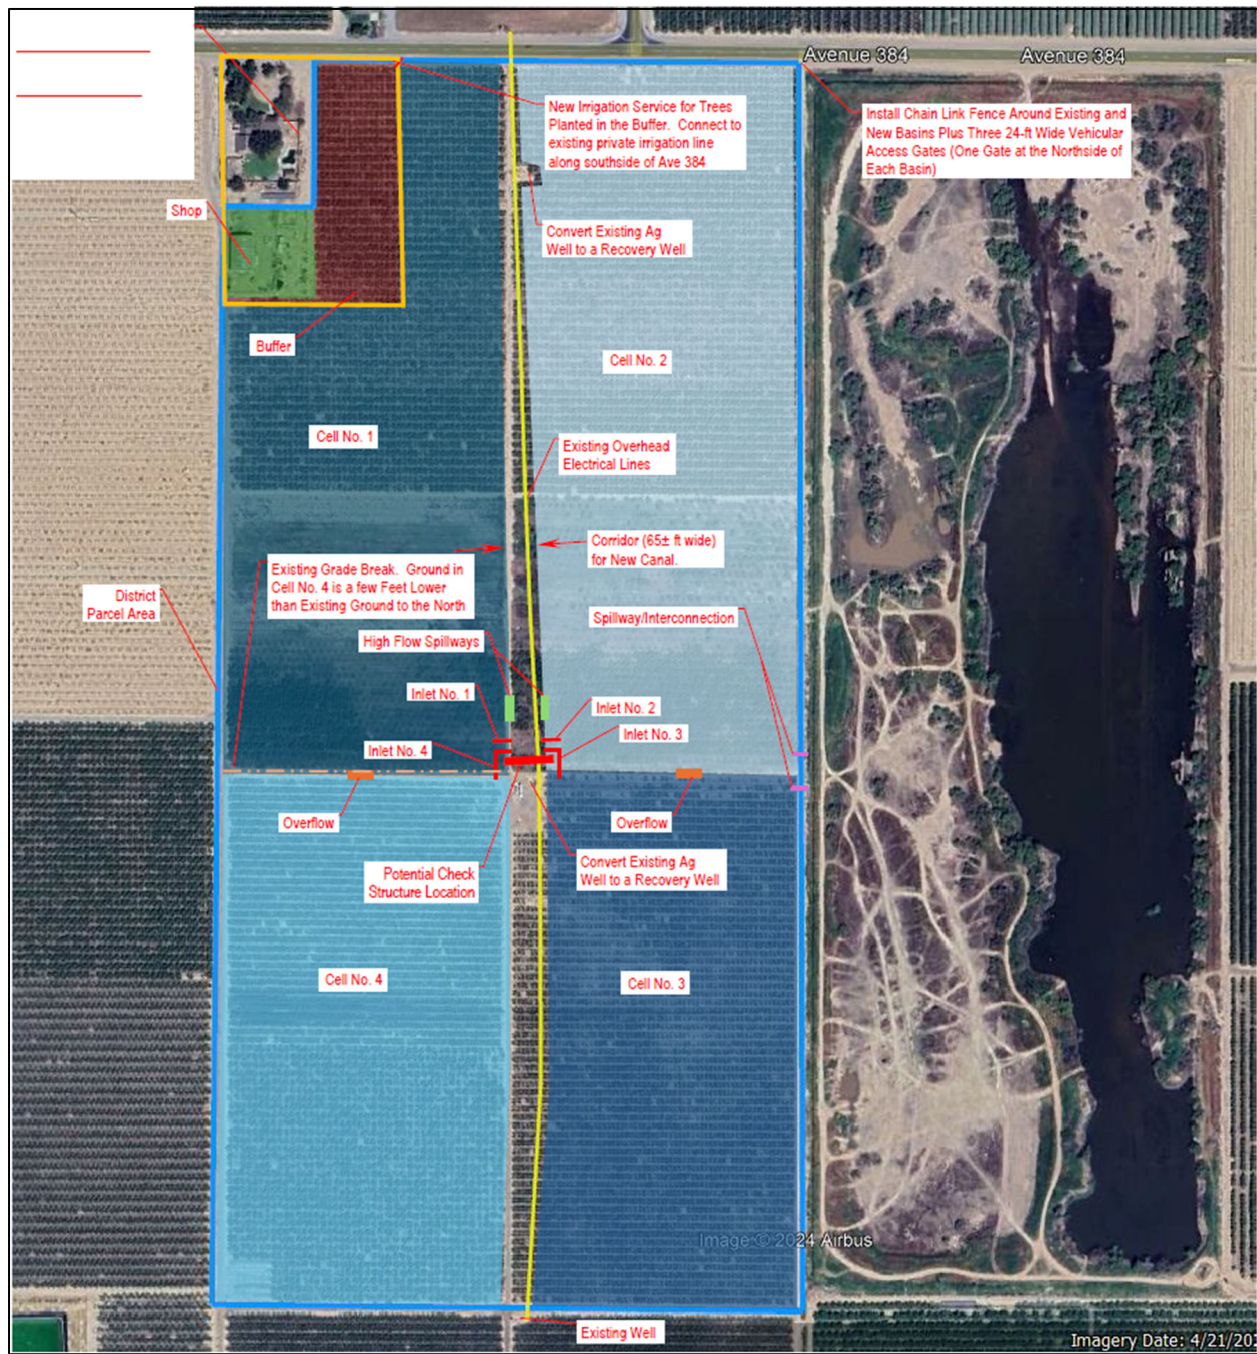 Avenue 384
Avenue 384
New Irrigation Service for Trees
Planted in the Buffer. Connect to
existing private irrigation line
along southside of Ave 384
Install Chain Link Fence Around Existing and
New Basins Plus Three 24-ft Wide Vehicular
Access Gates (One Gate at the Northside of
Each Basin)
Shop
Convert Existing Ag
Well to a Recovery Well
Buffer
Cell No. 2
Cell No. 1
Existing Overhead
Electrical Lines
Corridor (65± ft wide)
for New Canal.
Existing Grade Break. Ground in
Cell No. 4 is a few Feet Lower
than Existing Ground to the North
District
Parcel Area
Spillway/Interconnection
High Flow Spillways
Inlet No. 1
Inlet No. 2
Inlet No. 3
Inlet No. 4
Overflow
Overflow
Potential Check
Structure Location
Convert Existing Ag
Well to a Recovery Well
Cell No. 4
Cell No. 3
Image © 2024 Airbus
Existing Well
Imagery Date: 4/21/20